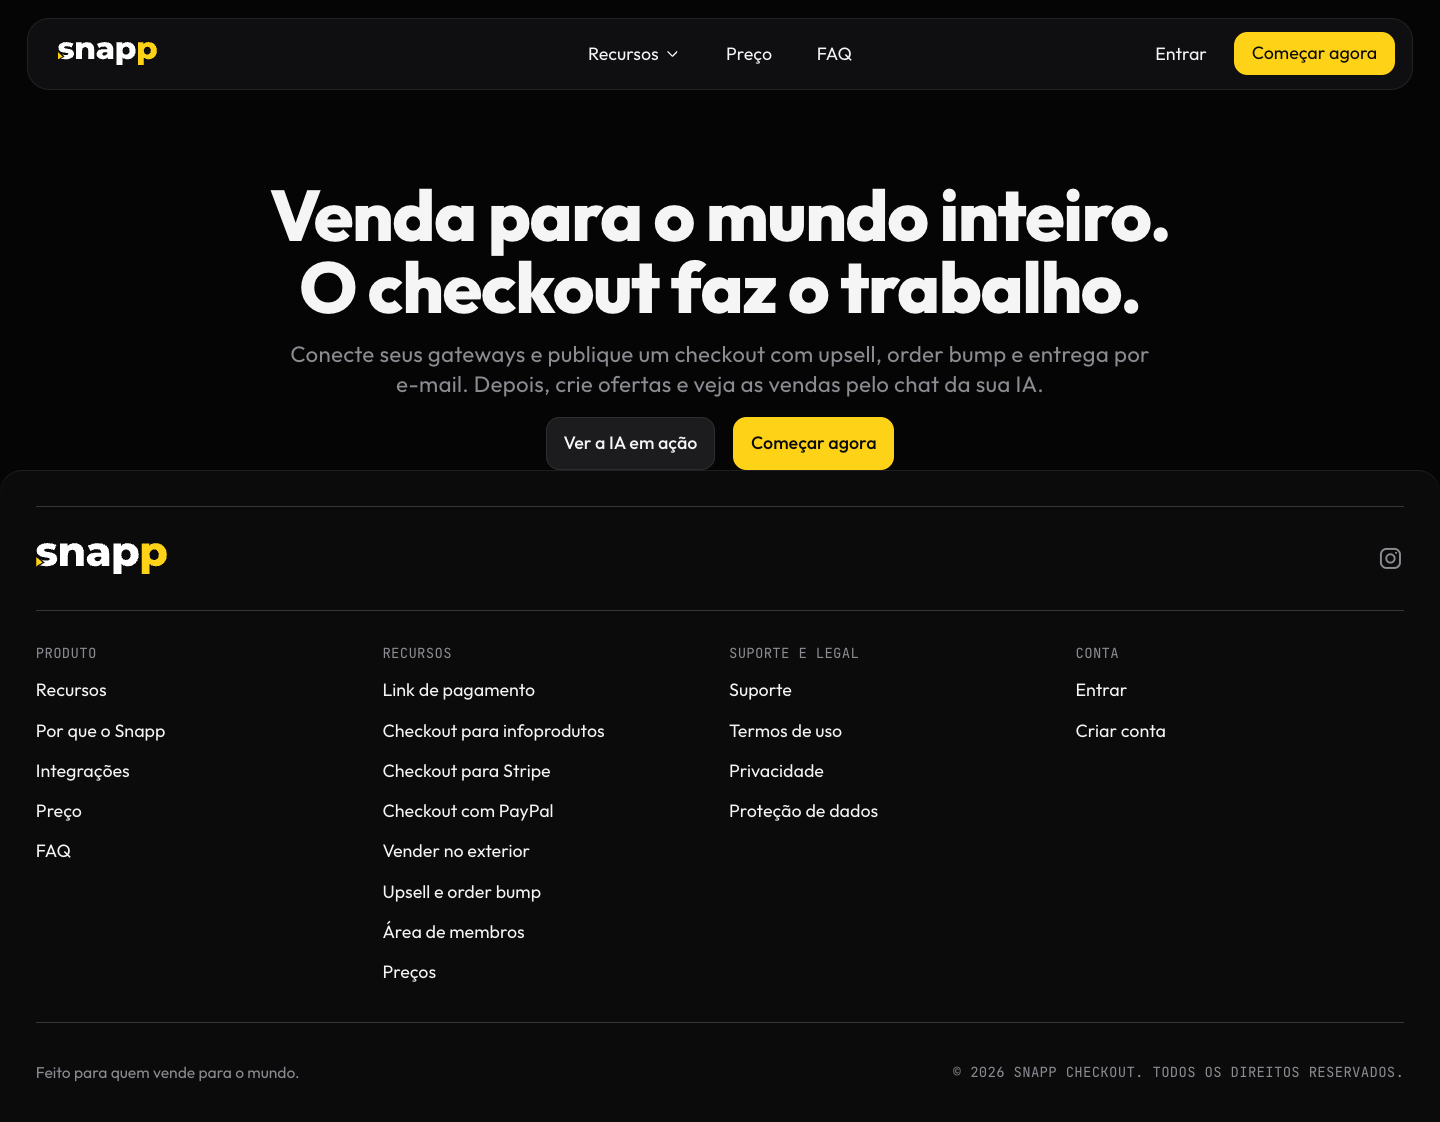 snapp
Recursos
Preço
FAQ
Entrar
Começar agora
Venda para o mundo inteiro.
O checkout faz o trabalho.
Conecte seus gateways e publique um checkout com upsell, order bump e entrega por
e-mail. Depois, crie ofertas e veja as vendas pelo chat da sua IA.
Ver a IA em ação
Começar agora
snapp
PRODUTO
Recursos
Por que o Snapp
Integrações
Preço
FAQ
RECURSOS
Link de pagamento
Checkout para infoprodutos
Checkout para Stripe
Checkout com PayPal
Vender no exterior
Upsell e order bump
Área de membros
Preços
SUPORTE E LEGAL
Suporte
Termos de uso
Privacidade
Proteção de dados
CONTA
Entrar
Criar conta
Feito para quem vende para o mundo.
© 2026 SNAPP CHECKOUT. TODOS OS DIREITOS RESERVADOS.